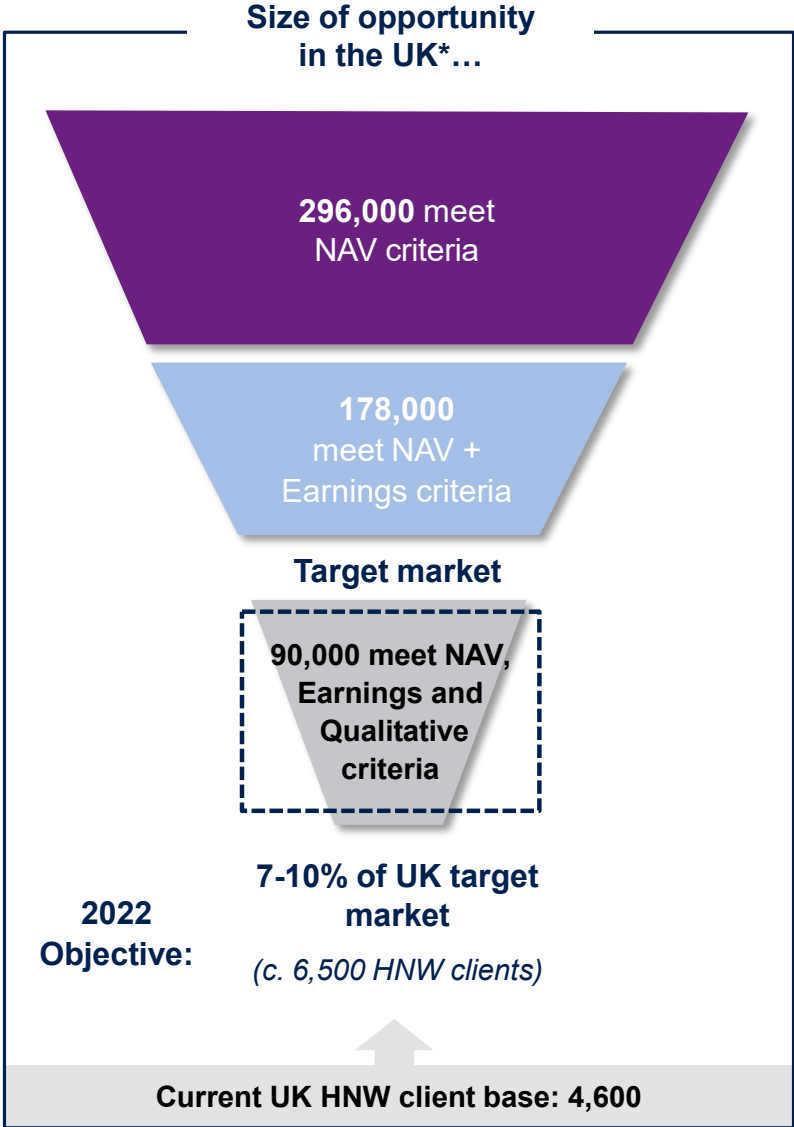 Size of opportunity
in the UK*…
296,000 meet
NAV criteria
178,000
meet NAV +
Earnings criteria
Target market
90,000 meet NAV,
Earnings and
Qualitative
criteria
2022
Objective:
7-10% of UK target
market
(c. 6,500 HNW clients)
Current UK HNW client base: 4,600